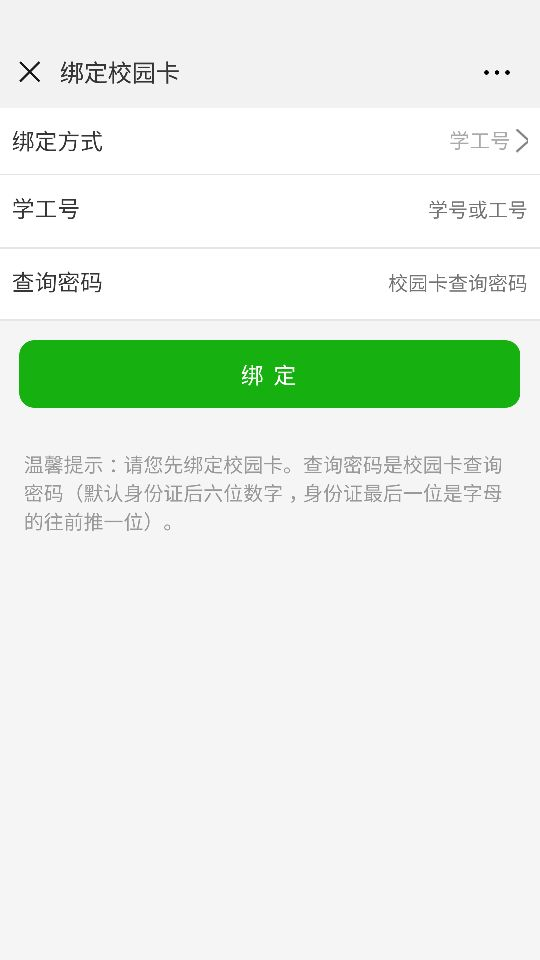 绑定校园卡
绑定方式 学工号
学工号 学号或工号
查询密码 校园卡查询密码
绑 定
温馨提示：请您先绑定校园卡。查询密码是校园卡查询
密码（默认身份证后六位数字，身份证最后一位是字母
的往前推一位）。